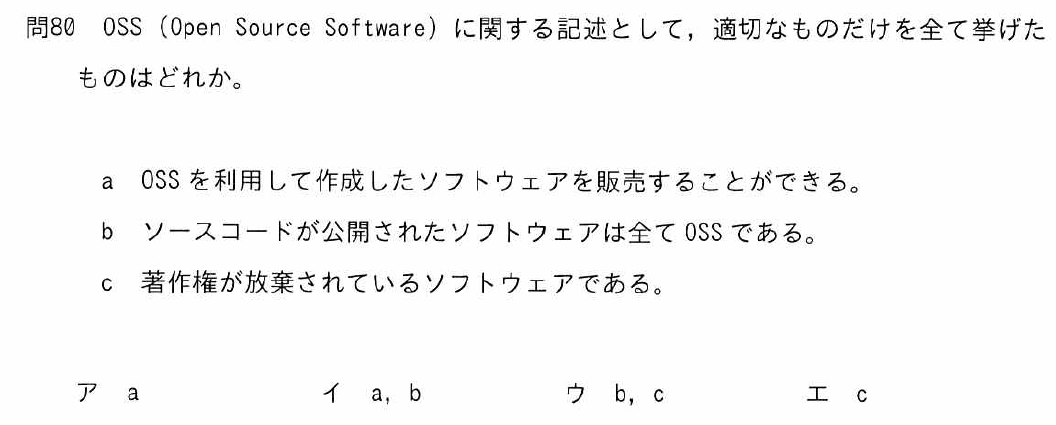 問80 OSS (Open Source Software) に関する記述として，適切なものだけを全て挙げた
ものはどれか。
a OSS を利用して作成したソフトウェアを販売することができる。
b ソースコードが公開されたソフトウェアは全て OSS である。
c 著作権が放棄されているソフトウェアである。
ア a イ a, b ウ b, c エ c